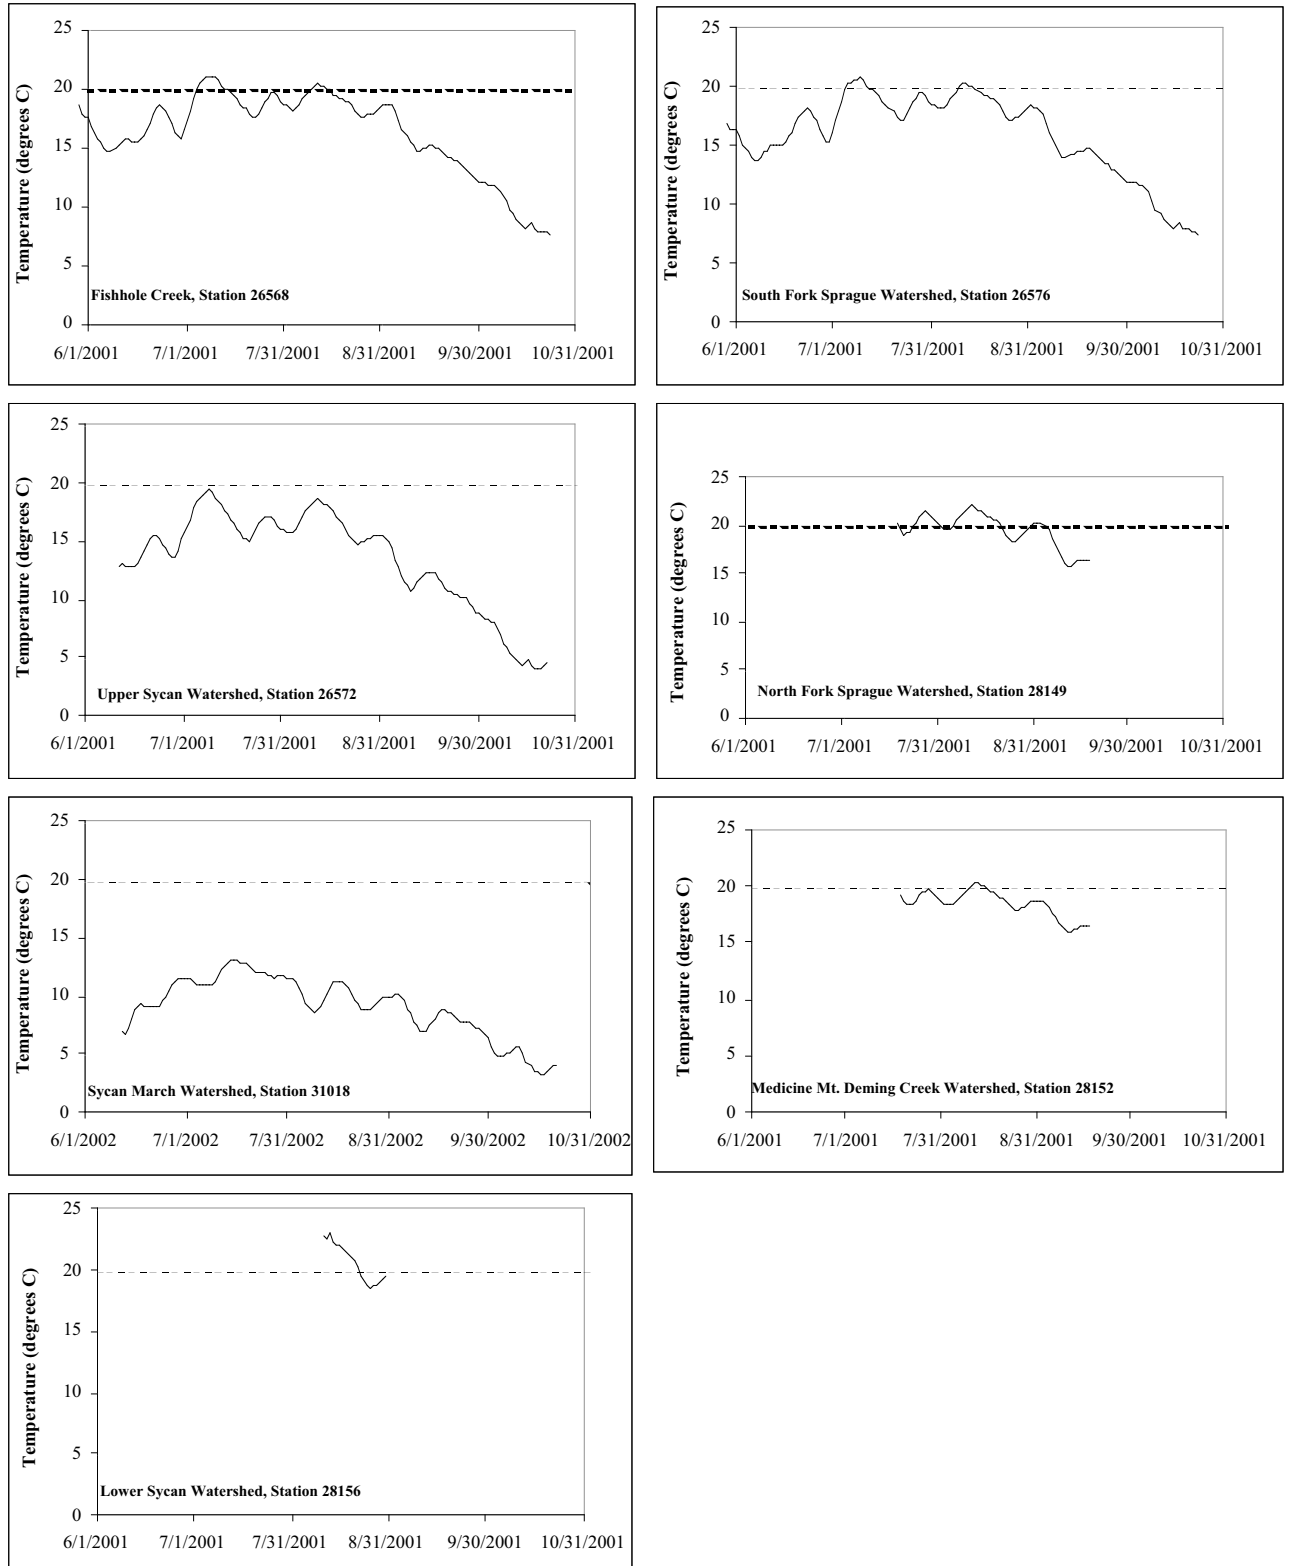 25
20
15
10
5
0
Temperature (degrees C)
Fishhole Creek, Station 26568
6/1/2001 7/1/2001 7/31/2001 8/31/2001 9/30/2001 10/31/2001
25
20
15
10
5
0
Temperature (degrees C)
South Fork Sprague Watershed, Station 26576
6/1/2001 7/1/2001 7/31/2001 8/31/2001 9/30/2001 10/31/2001
25
20
15
10
5
0
Temperature (degrees C)
Upper Sycan Watershed, Station 26572
6/1/2001 7/1/2001 7/31/2001 8/31/2001 9/30/2001 10/31/2001
25
20
15
10
5
0
Temperature (degrees C)
North Fork Sprague Watershed, Station 28149
6/1/2001 7/1/2001 7/31/2001 8/31/2001 9/30/2001 10/31/2001
25
20
15
10
5
0
Temperature (degrees C)
Sycan March Watershed, Station 31018
6/1/2002 7/1/2002 7/31/2002 8/31/2002 9/30/2002 10/31/2002
25
20
15
10
5
0
Temperature (degrees C)
Medicine Mt. Deming Creek Watershed, Station 28152
6/1/2001 7/1/2001 7/31/2001 8/31/2001 9/30/2001 10/31/2001
25
20
15
10
5
0
Temperature (degrees C)
Lower Sycan Watershed, Station 28156
6/1/2001 7/1/2001 7/31/2001 8/31/2001 9/30/2001 10/31/2001